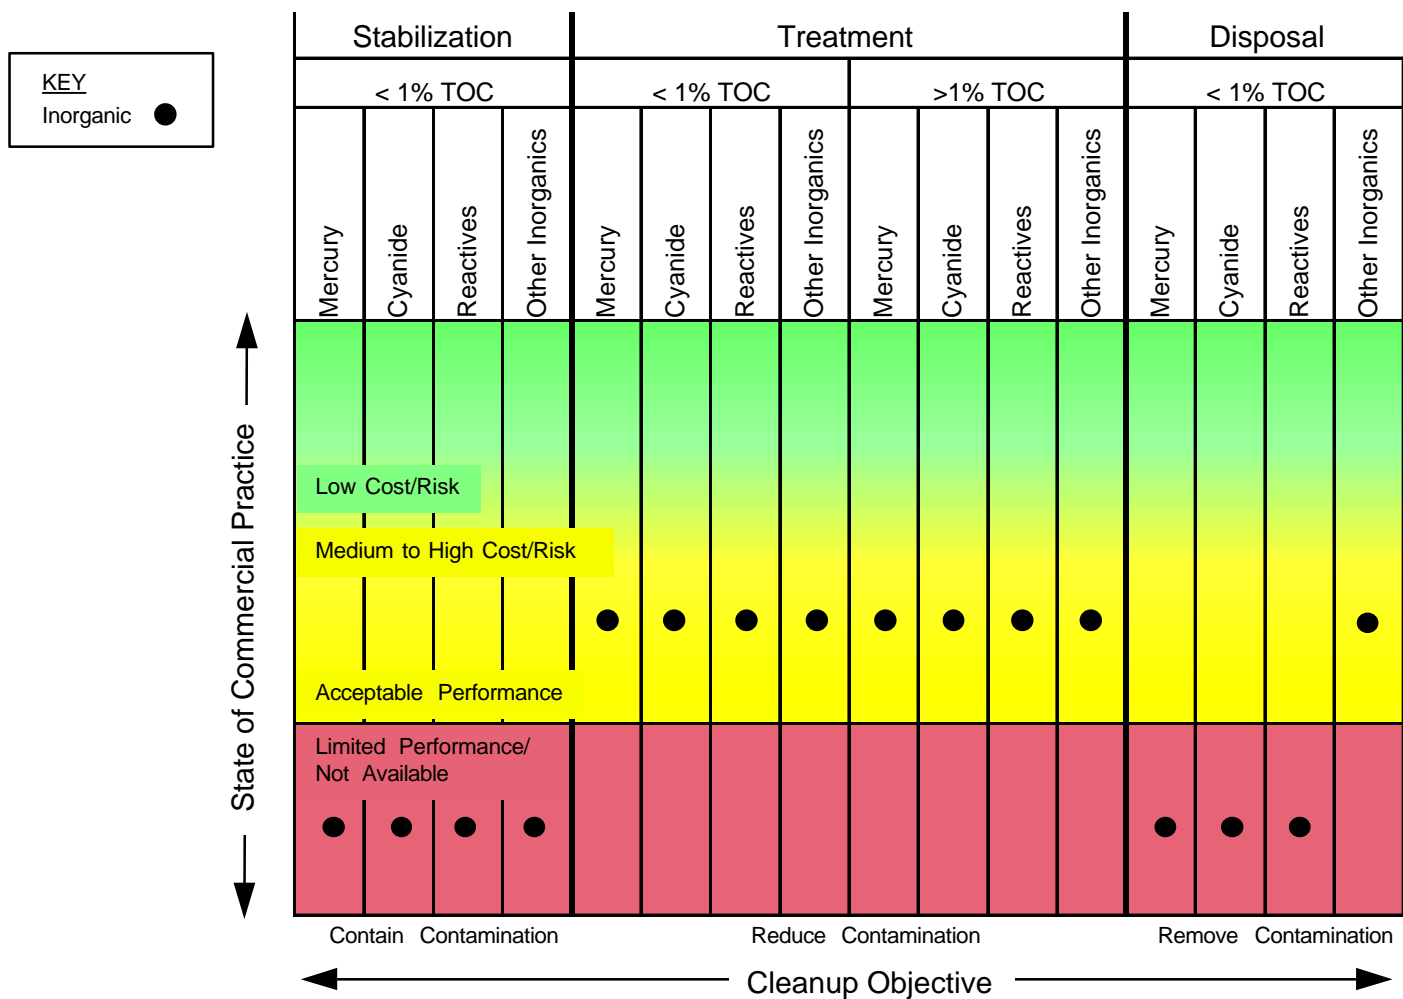 Stabilization
Treatment
Disposal
KEY
Inorganic
< 1% TOC
< 1% TOC
>1% TOC
< 1% TOC
Mercury
Cyanide
Reactives
Other Inorganics
Mercury
Cyanide
Reactives
Other Inorganics
Mercury
Cyanide
Reactives
Other Inorganics
Mercury
Cyanide
Reactives
Other Inorganics
State of Commercial Practice
Low Cost/Risk
Medium to High Cost/Risk
Acceptable Performance
Limited Performance/
Not Available
Contain Contamination
Reduce Contamination
Remove Contamination
Cleanup Objective